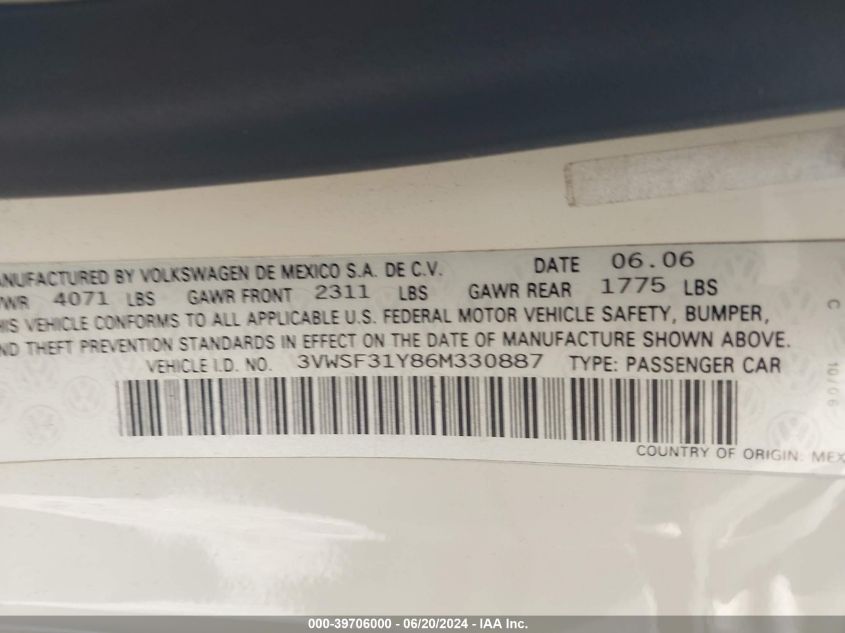 ANUFACTURED BY VOLKSWAGEN DE MEXICO S.A. DE C.V. DATE 06.06
VWR 4071 LBS GAWR FRONT 2311 LBS GAWR REAR 1775 LBS
HIS VEHICLE CONFORMS TO ALL APPLICABLE U.S. FEDERAL MOTOR VEHICLE SAFETY, BUMPER,
ND THEFT PREVENTION STANDARDS IN EFFECT ON THE DATE OF MANUFACTURE SHOWN ABOVE.
VEHICLE I.D. NO. 3VWSF31Y86M330887 TYPE: PASSENGER CAR
COUNTRY OF ORIGIN: MEX
C 10/06
000-39706000 - 06/20/2024 - IAA Inc.